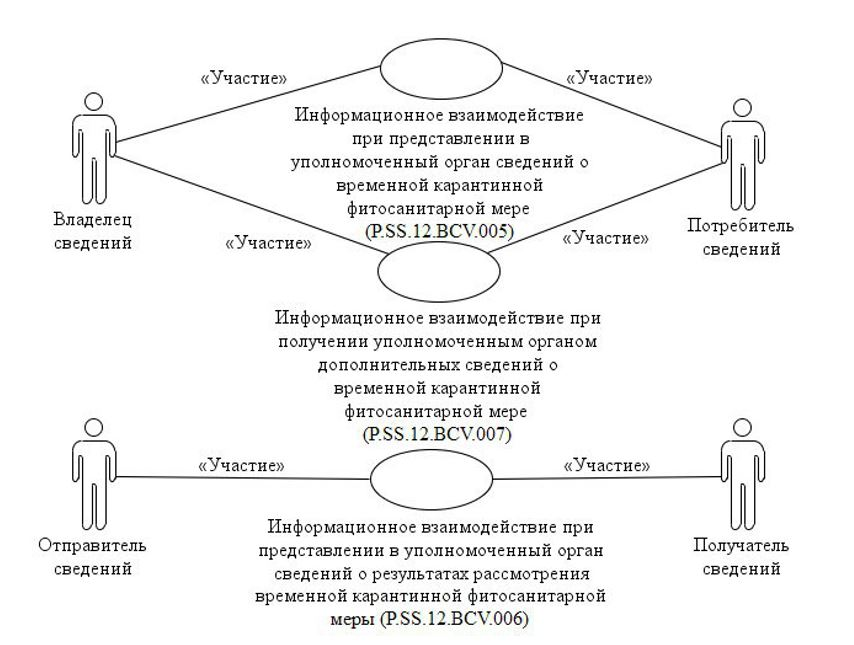 «Участие»
«Участие»
Информационное взаимодействие
при представлении в
уполномоченный орган сведений о
временной карантинной
фитосанитарной мере
(P.SS.12.BCV.005)
Владелец
сведений
Потребитель
сведений
«Участие»
«Участие»
Информационное взаимодействие при
получении уполномоченным органом
дополнительных сведений о
временной карантинной
фитосанитарной мере
(P.SS.12.BCV.007)
«Участие»
«Участие»
Отправитель
сведений
Получатель
сведений
Информационное взаимодействие при
представлении в уполномоченный орган
сведений о результатах рассмотрения
временной карантинной фитосанитарной
меры (P.SS.12.BCV.006)